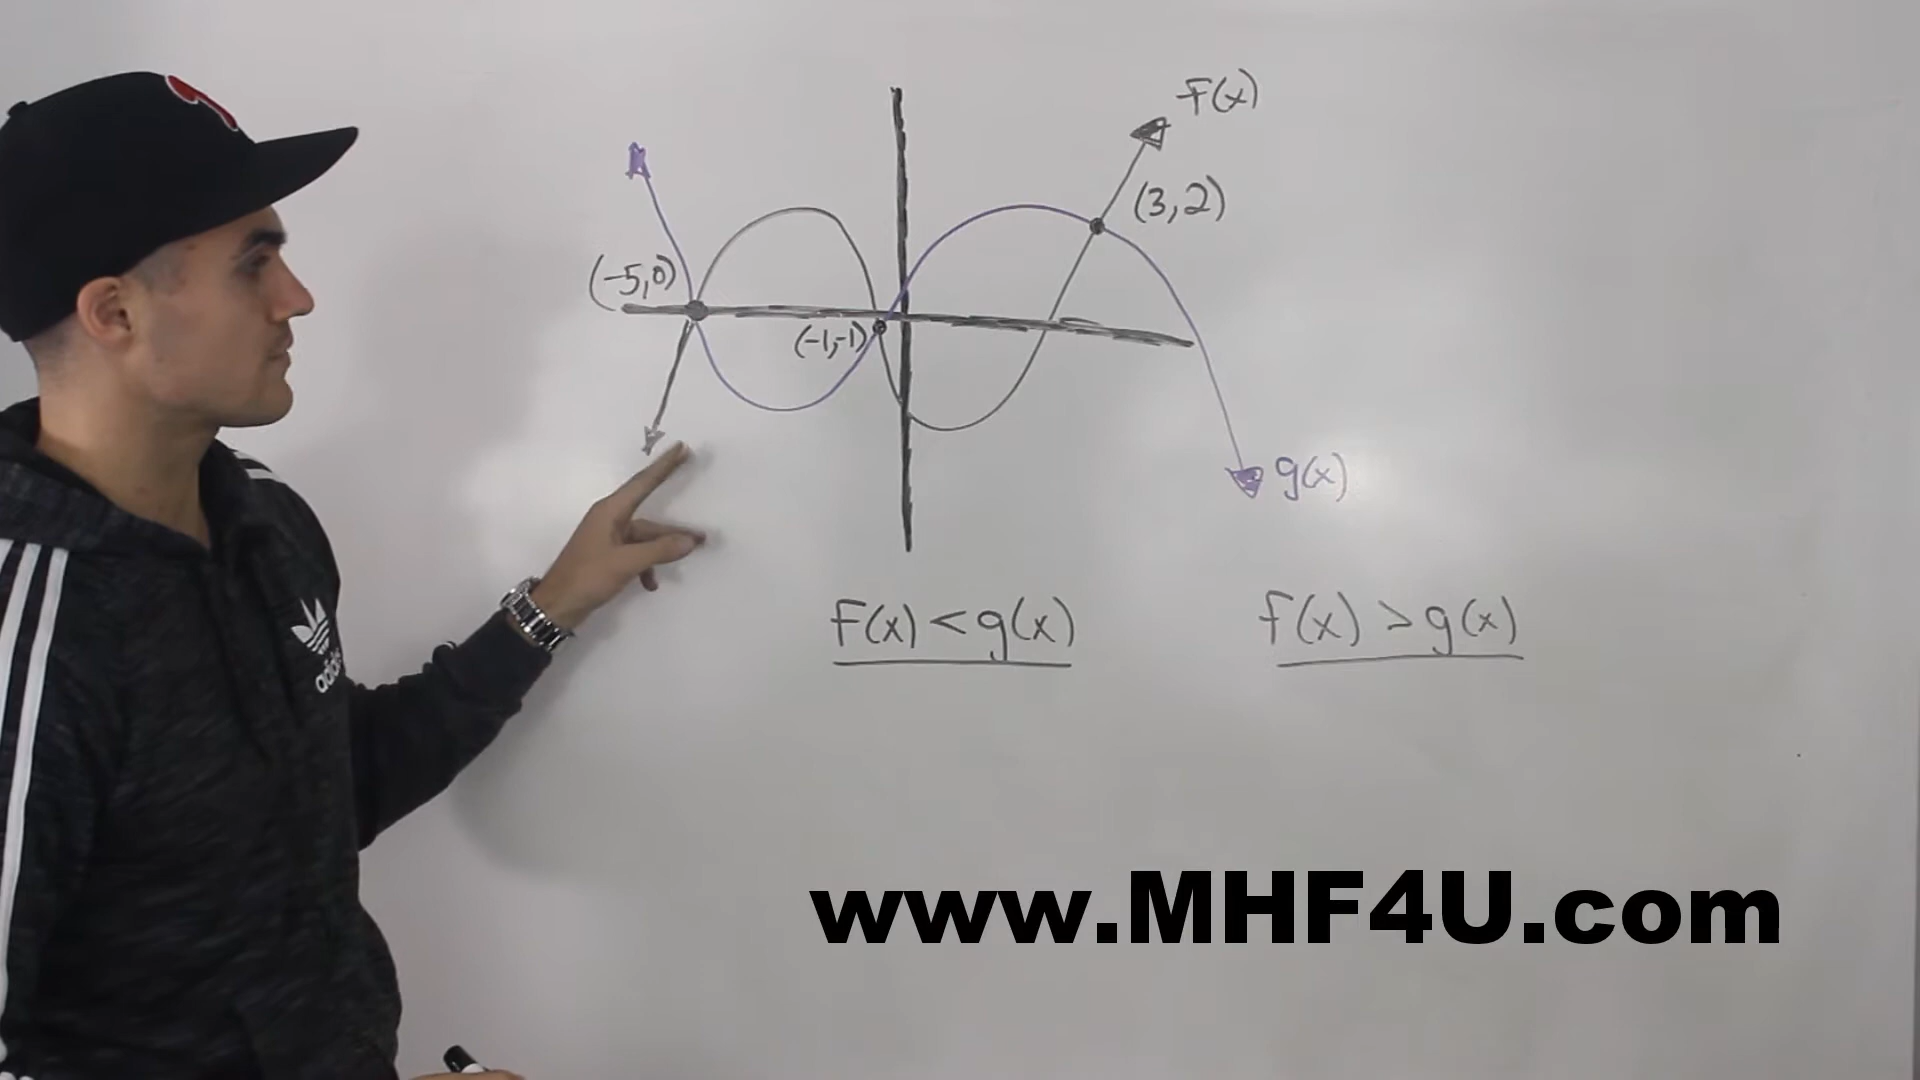 F(x)
(3,2)
(-5,0)
(-1,-1)
g(x)
F(x) < g(x)
f(x) > g(x)
adidas
www.MHF4U.com